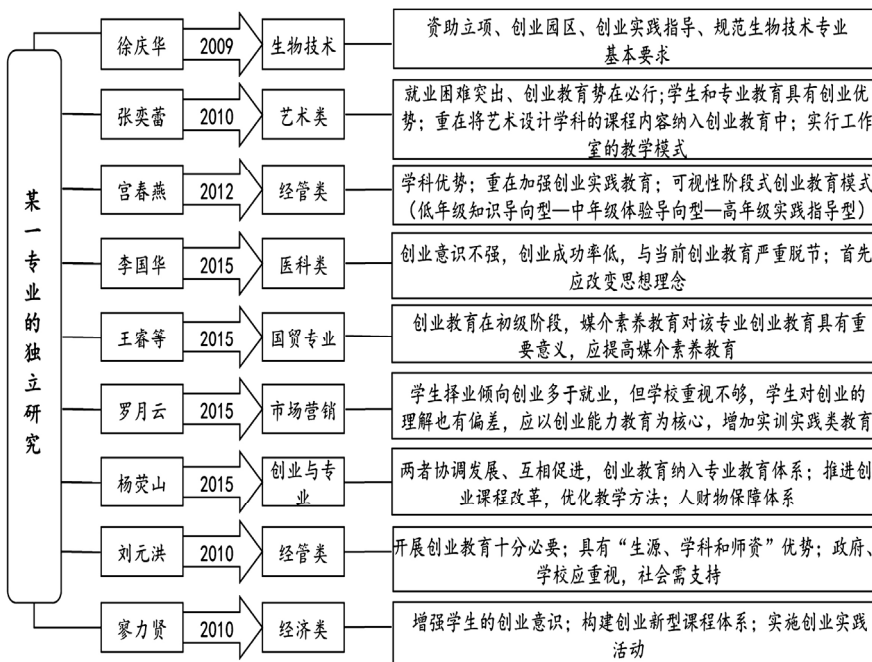 某一专业的独立研究
徐庆华
2009
生物技术
资助立项、创业园区、创业实践指导、规范生物技术专业
基本要求
张奕蕾
2010
艺术类
就业困难突出、创业教育势在必行;学生和专业教育具有创业优
势；重在将艺术设计学科的课程内容纳入创业教育中；实行工作
室的教学模式
宫春燕
2012
经管类
学科优势；重在加强创业实践教育；可视性阶段式创业教育模式
（低年级知识导向型—中年级体验导向型—高年级实践指导型）
李国华
2015
医科类
创业意识不强，创业成功率低，与当前创业教育严重脱节；首先
应改变思想理念
王睿等
2015
国贸专业
创业教育在初级阶段，媒介素养教育对该专业创业教育具有重
要意义，应提高媒介素养教育
罗月云
2015
市场营销
学生择业倾向创业多于就业，但学校重视不够，学生对创业的
理解也有偏差，应以创业能力教育为核心，增加实训实践类教育
杨荧山
2015
创业与专
业
两者协调发展、互相促进，创业教育纳入专业教育体系；推进创
业课程改革，优化教学方法；人财物保障体系
刘元洪
2010
经管类
开展创业教育十分必要；具有“生源、学科和师资”优势；政府、
学校应重视，社会需支持
寥力贤
2010
经济类
增强学生的创业意识；构建创业新型课程体系；实施创业实践
活动